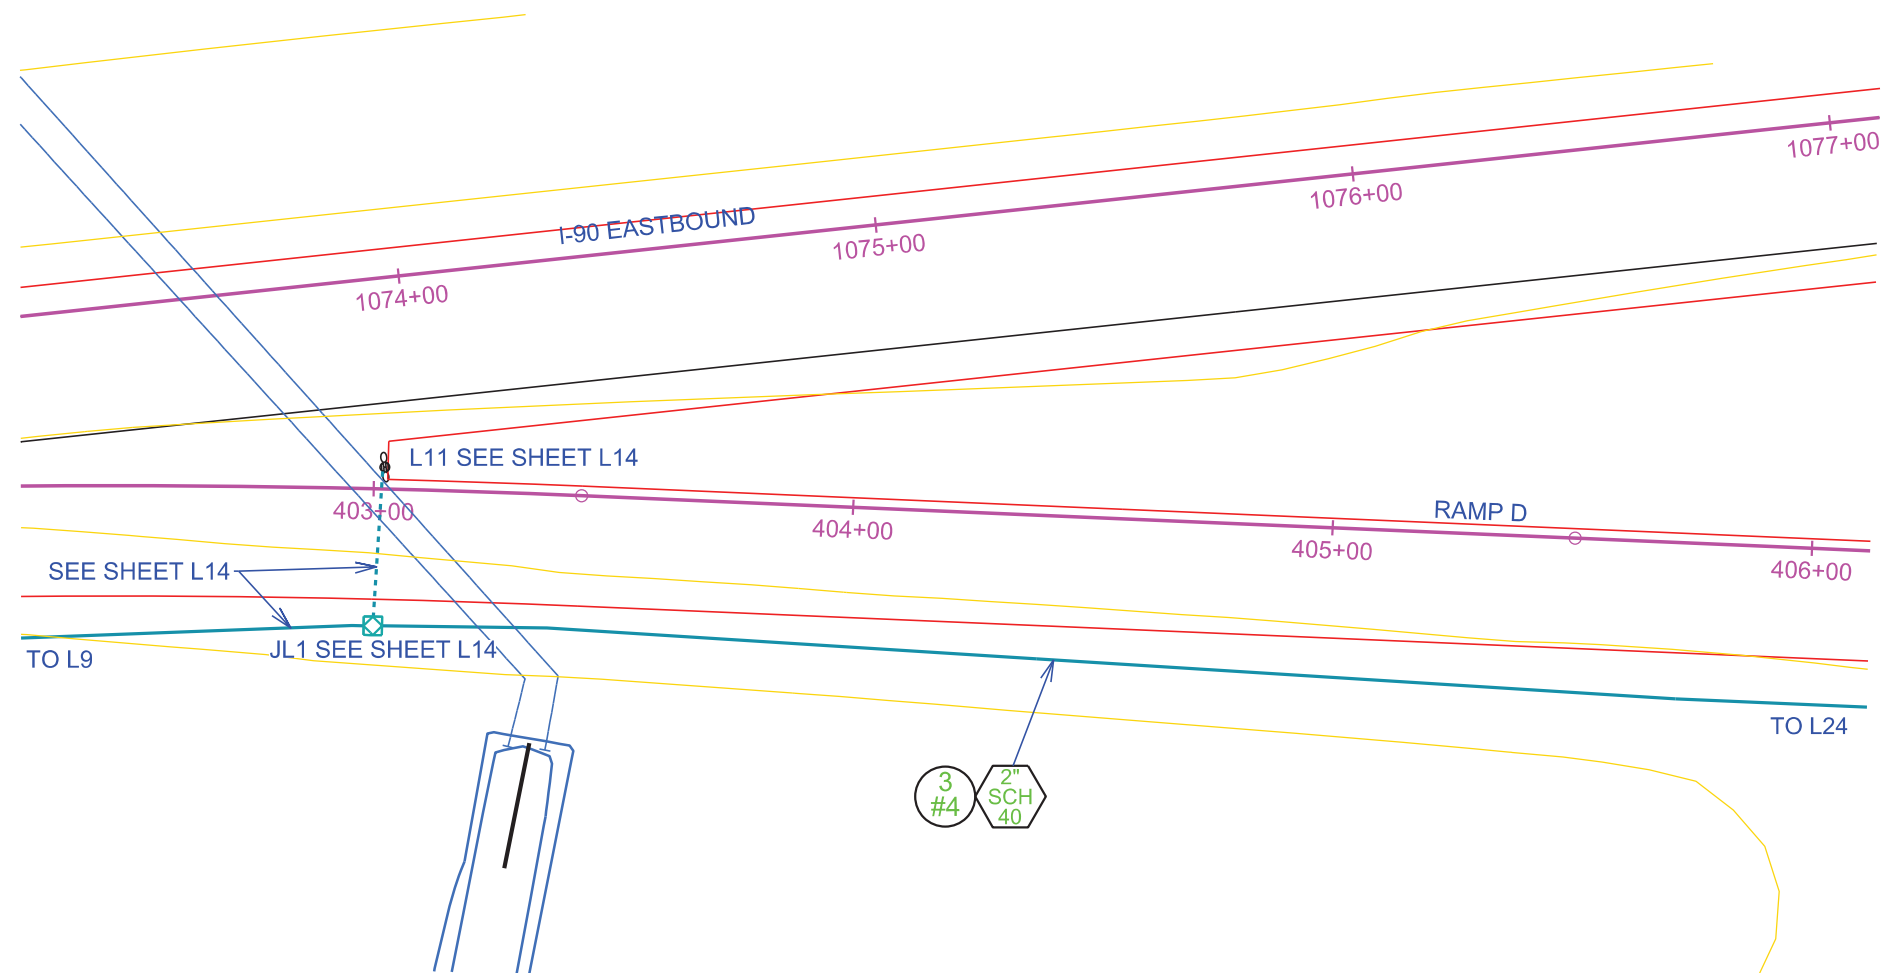 1077+00
1076+00
I-90 EASTBOUND
1075+00
1074+00
L11 SEE SHEET L14
403+00
RAMP D
404+00
405+00
406+00
SEE SHEET L14
JL1 SEE SHEET L14
TO L9
TO L24
3
#4
2"
SCH
40